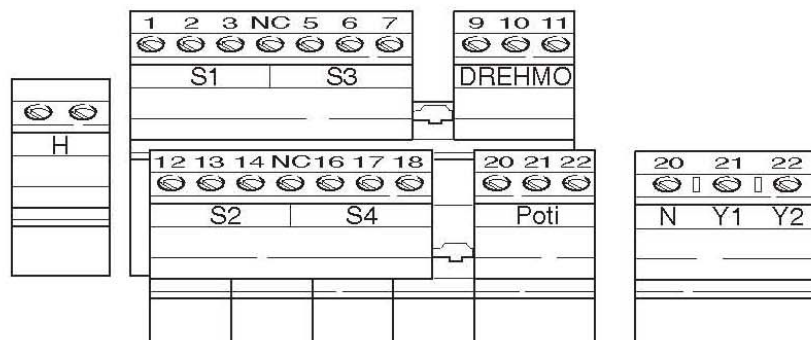 1 2 3 NC 5 6 7 9 10 11
S1 S3 DREHMO
H
12 13 14 NC 16 17 18 20 21 22 20 21 22
S2 S4 Poti N Y1 Y2